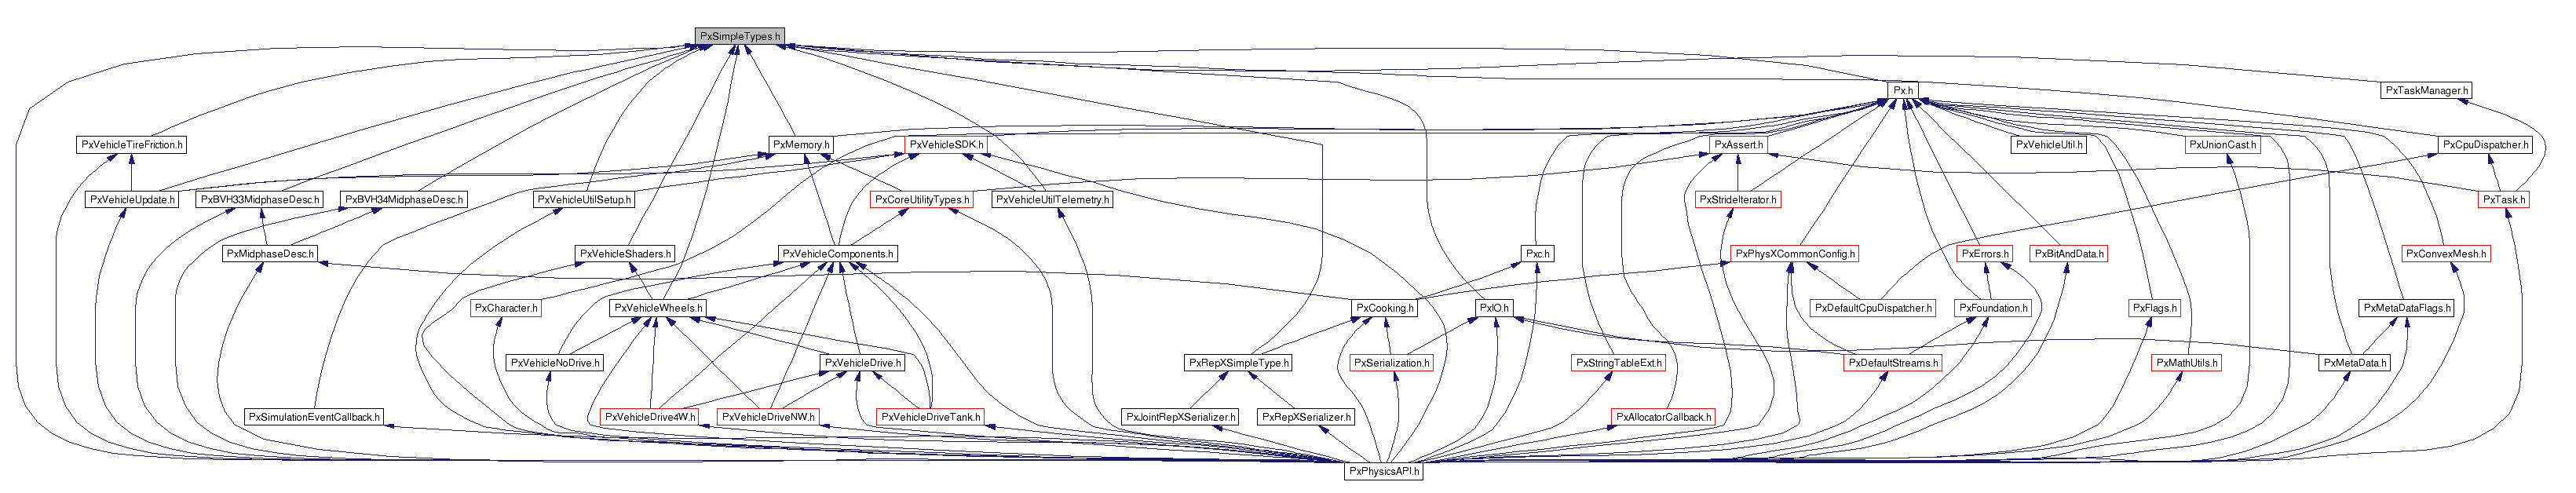 PxSimpleTypes.h
Px.h
PxTaskManager.h
PxVehicleTireFriction.h
PxMemory.h
PxVehicleSDK.h
PxAssert.h
PxVehicleUtil.h
PxUnionCast.h
PxCpuDispatcher.h
PxVehicleUpdate.h
PxBVH33MidphaseDesc.h
PxBVH34MidphaseDesc.h
PxVehicleUtilSetup.h
PxCoreUtilityTypes.h
PxVehicleUtilTelemetry.h
PxStrideIterator.h
PxTask.h
PxMidphaseDesc.h
PxVehicleShaders.h
PxVehicleComponents.h
Pxc.h
PxPhysXCommonConfig.h
PxErrors.h
PxBitAndData.h
PxConvexMesh.h
PxCharacter.h
PxVehicleWheels.h
PxCooking.h
PxIO.h
PxDefaultCpuDispatcher.h
PxFoundation.h
PxFlags.h
PxMetaDataFlags.h
PxVehicleNoDrive.h
PxVehicleDrive.h
PxRepXSimpleType.h
PxSerialization.h
PxStringTableExt.h
PxDefaultStreams.h
PxMathUtils.h
PxMetaData.h
PxSimulationEventCallback.h
PxVehicleDrive4W.h
PxVehicleDriveNW.h
PxVehicleDriveTank.h
PxJointRepXSerializer.h
PxRepXSerializer.h
PxAllocatorCallback.h
PxPhysicsAPI.h